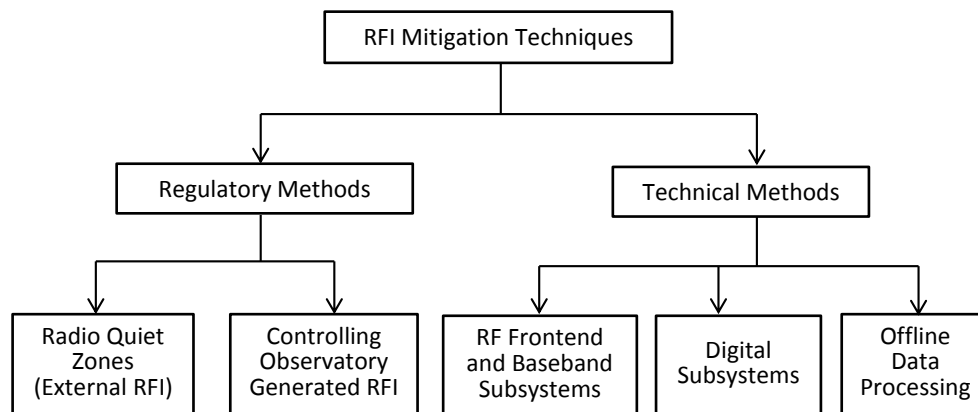 RFI Mitigation Techniques
Regulatory Methods
Technical Methods
Radio Quiet
Zones
(External RFI)
Controlling
Observatory
Generated RFI
RF Frontend
and Baseband
Subsystems
Digital
Subsystems
Offline
Data
Processing